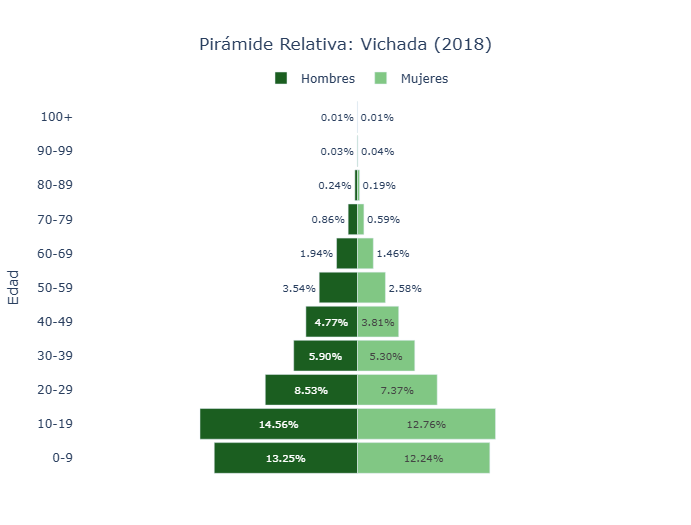 Pirámide Relativa: Vichada (2018)
Hombres Mujeres
100+ 0.01% 0.01%
90-99 0.03% 0.04%
80-89 0.24% 0.19%
70-79 0.86% 0.59%
60-69 1.94% 1.46%
50-59 3.54% 2.58%
40-49 4.77% 3.81%
30-39 5.90% 5.30%
20-29 8.53% 7.37%
10-19 14.56% 12.76%
0-9 13.25% 12.24%
Edad